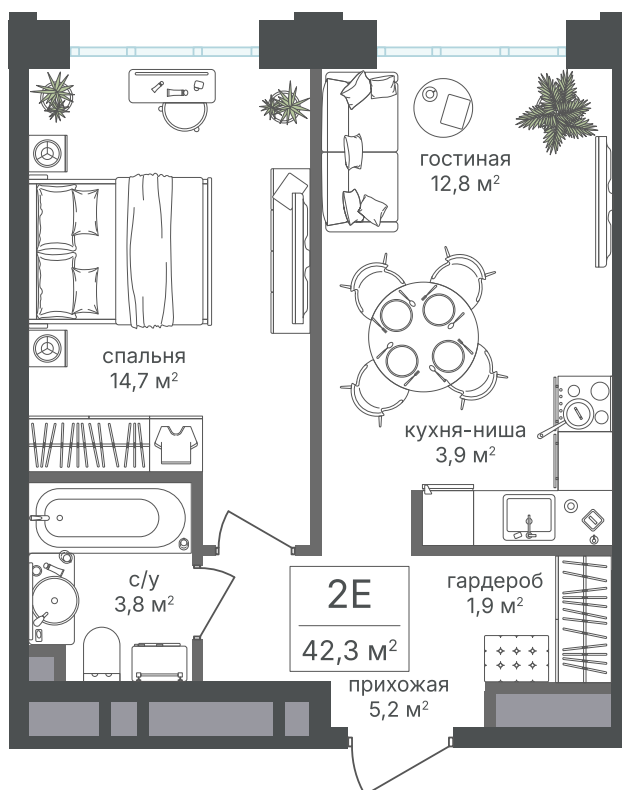 гостиная
12,8 м²
спальня
14,7 м²
кухня-ниша
3,9 м²
с/у
3,8 м²
2Е
42,3 м²
гардероб
1,9 м²
прихожая
5,2 м²